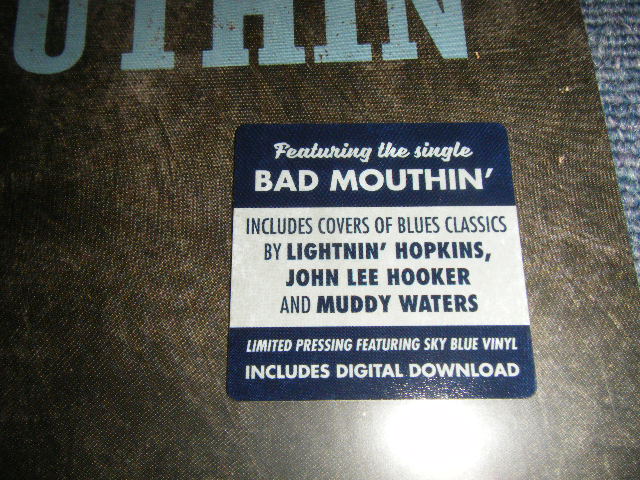 UTHIN
Featuring the single
BAD MOUTHIN'
INCLUDES COVERS OF BLUES CLASSICS
BY LIGHTNIN' HOPKINS,
JOHN LEE HOOKER
AND MUDDY WATERS
LIMITED PRESSING FEATURING SKY BLUE VINYL
INCLUDES DIGITAL DOWNLOAD